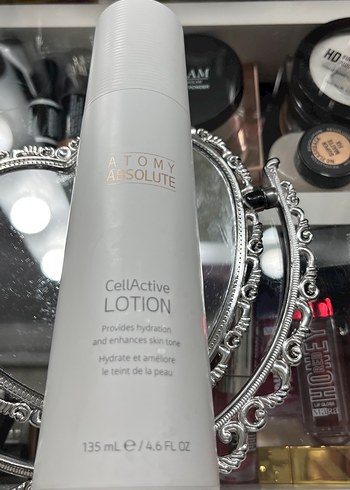 ATOMY
ABSOLUTE
CellActive
LOTION
Provides hydration
and enhances skin tone
Hydrate et améliore
le teint de la peau
135 mL ℮ / 4.6 FL.OZ
HD